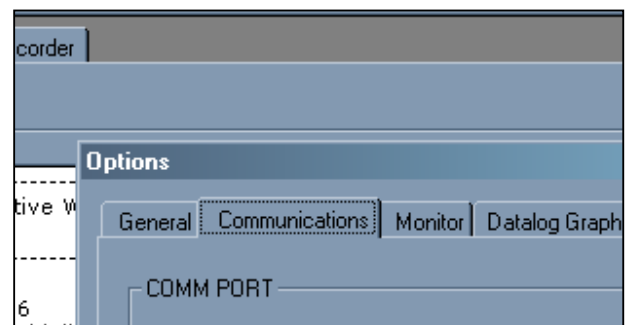 corder
Options
tive W
General Communications Monitor Datalog Graph
COMM PORT
6